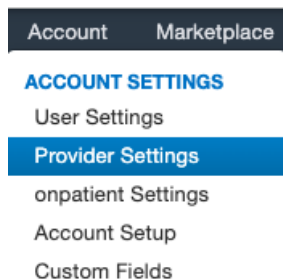 Account Marketplace
ACCOUNT SETTINGS
User Settings
Provider Settings
onpatient Settings
Account Setup
Custom Fields